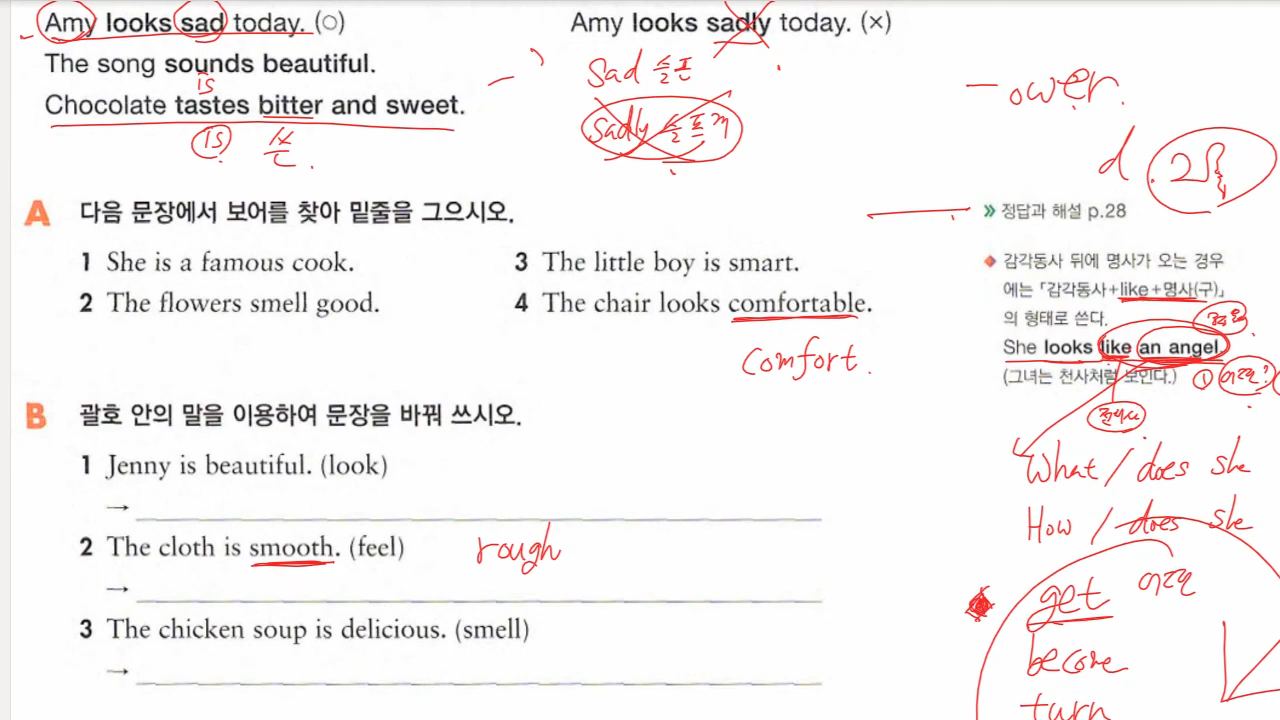 Amy looks sad today. (○)
Amy looks sadly today. (×)
The song sounds beautiful.
is
Chocolate tastes bitter and sweet.
is
쓴
sad 슬픈
sadly 슬프게
ower.
d
A 다음 문장에서 보어를 찾아 밑줄을 그으시오.
1 She is a famous cook.
2 The flowers smell good.
3 The little boy is smart.
4 The chair looks comfortable.
comfort
B 괄호 안의 말을 이용하여 문장을 바꿔 쓰시오.
1 Jenny is beautiful. (look)
→
2 The cloth is smooth. (feel)
rough
→
3 The chicken soup is delicious. (smell)
→
» 정답과 해설 p.28
감각동사 뒤에 명사가 오는 경우
에는 「감각동사+like+명사(구)」
의 형태로 쓴다.
She looks like an angel.
(그녀는 천사처럼 보인다.)
전치사
What / does she
How / does she
get
become
turn